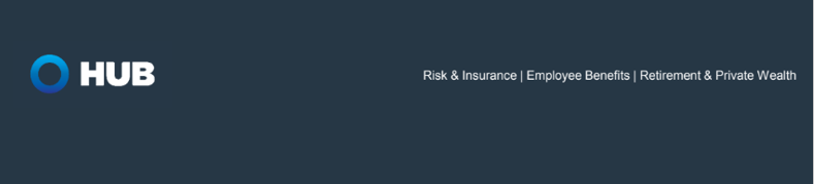 HUB
Risk & Insurance | Employee Benefits | Retirement & Private Wealth